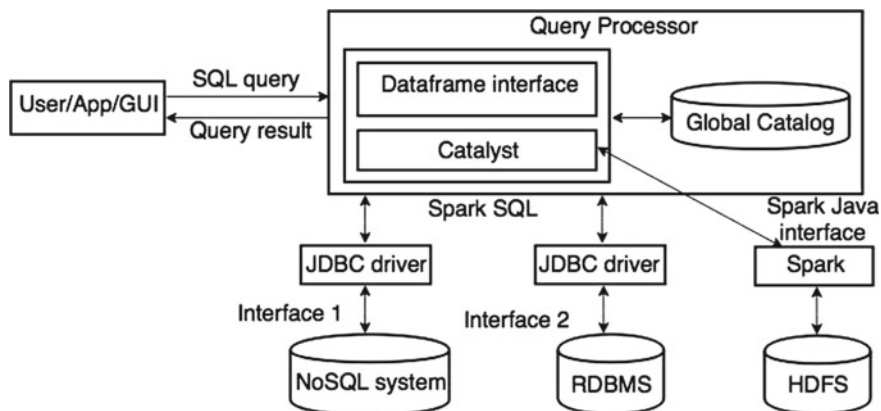 Query Processor
SQL query
User/App/GUI
Query result
Dataframe interface
Catalyst
Global Catalog
Spark SQL
Spark Java
interface
JDBC driver
JDBC driver
Spark
Interface 1
Interface 2
NoSQL system
RDBMS
HDFS